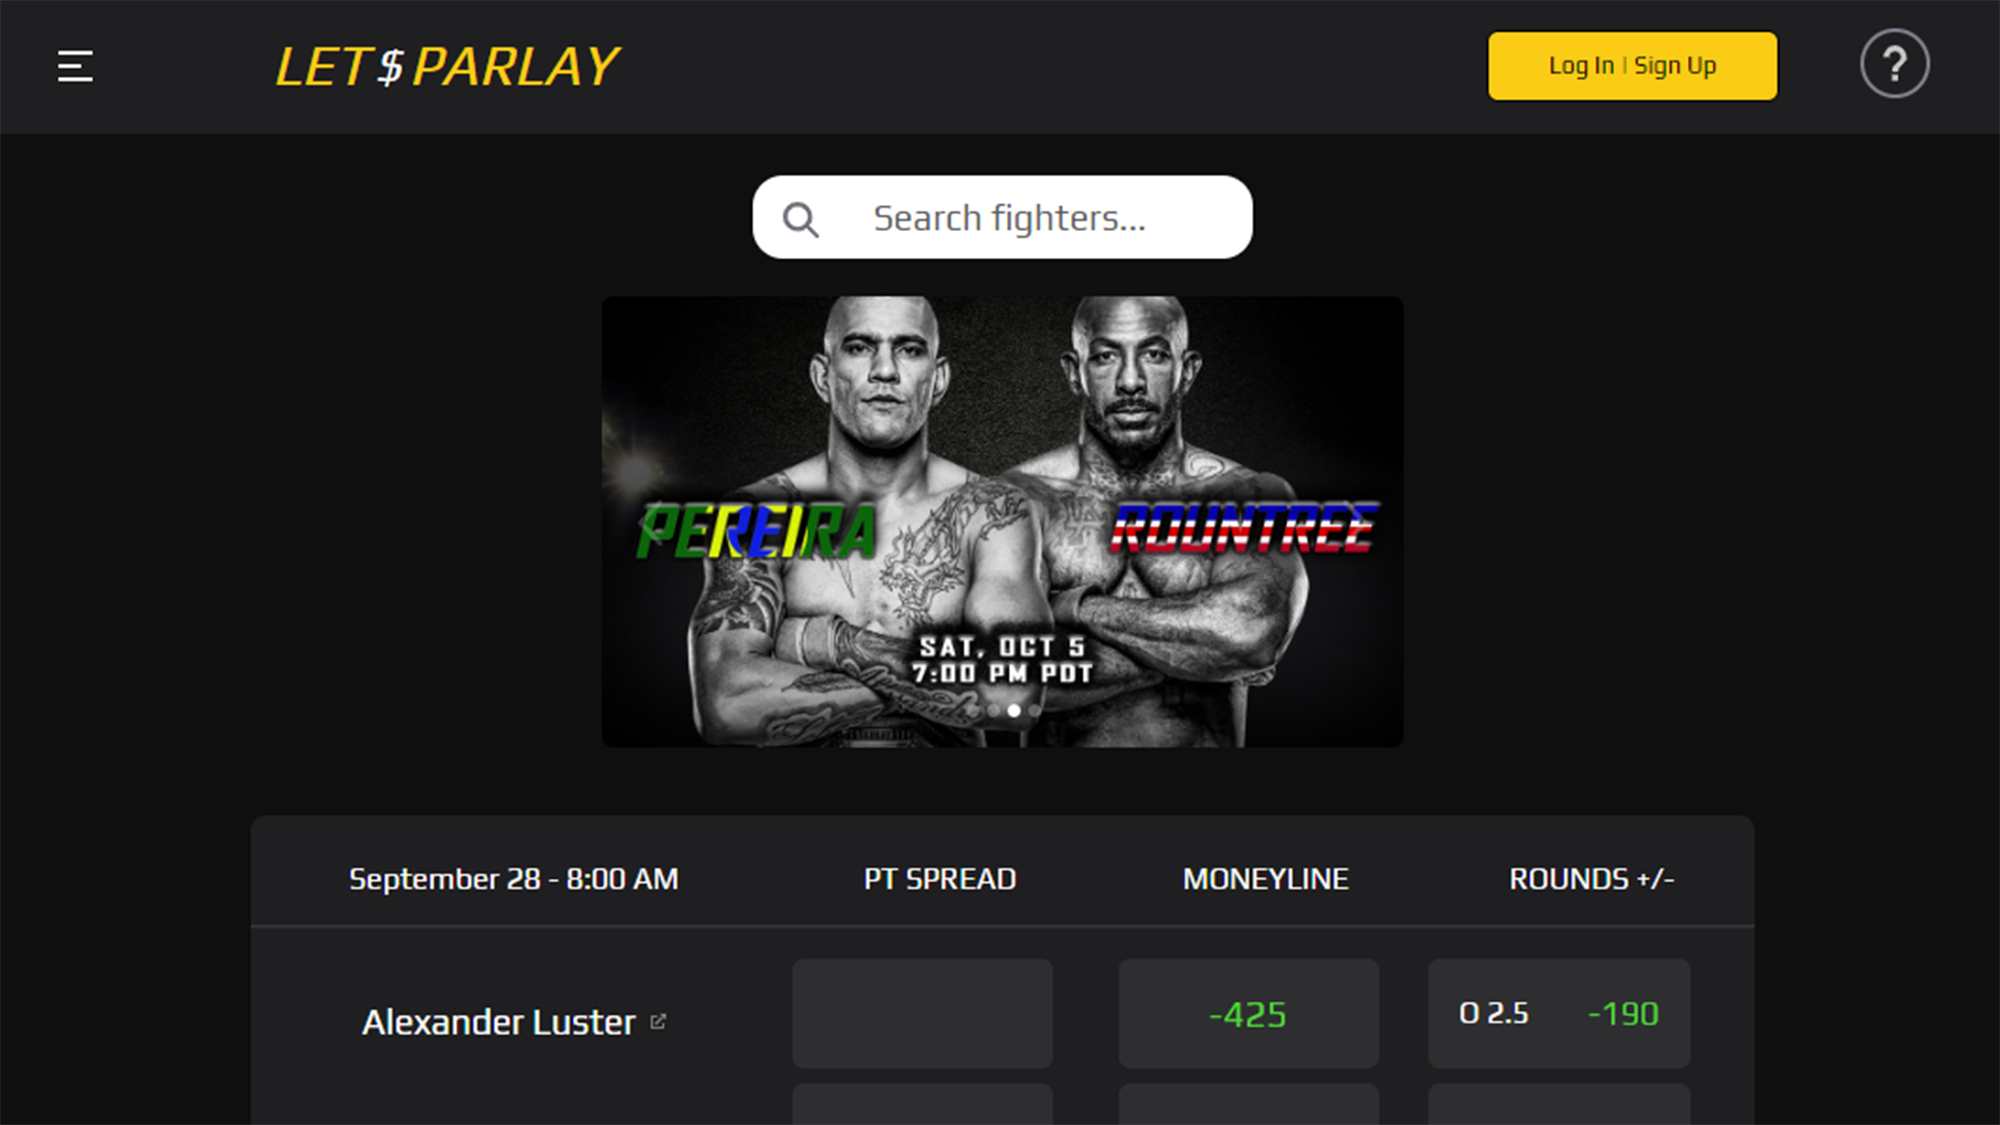 LET$PARLAY
Log In | Sign Up
?
Search fighters...
PEREIRA
ROUNTREE
SAT, OCT 5
7:00 PM PDT
September 28 - 8:00 AM PT SPREAD MONEYLINE ROUNDS +/-
Alexander Luster -425 O 2.5 -190